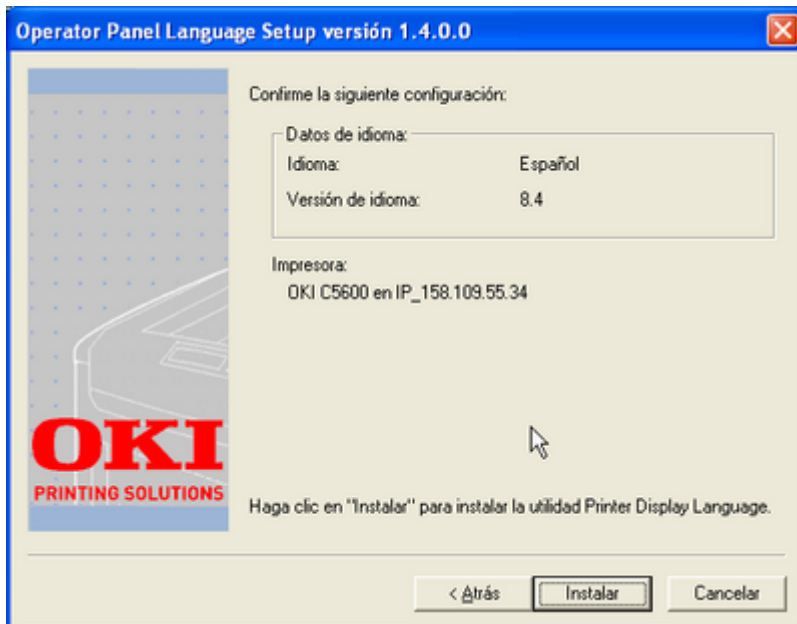 Operator Panel Language Setup versión 1.4.0.0
Confirme la siguiente configuración:
Datos de idioma:
Idioma: Español
Versión de idioma: 8.4
Impresora:
OKI C5600 en IP_158.109.55.34
OKI
PRINTING SOLUTIONS
Haga clic en "Instalar" para instalar la utilidad Printer Display Language.
< Atrás Instalar Cancelar